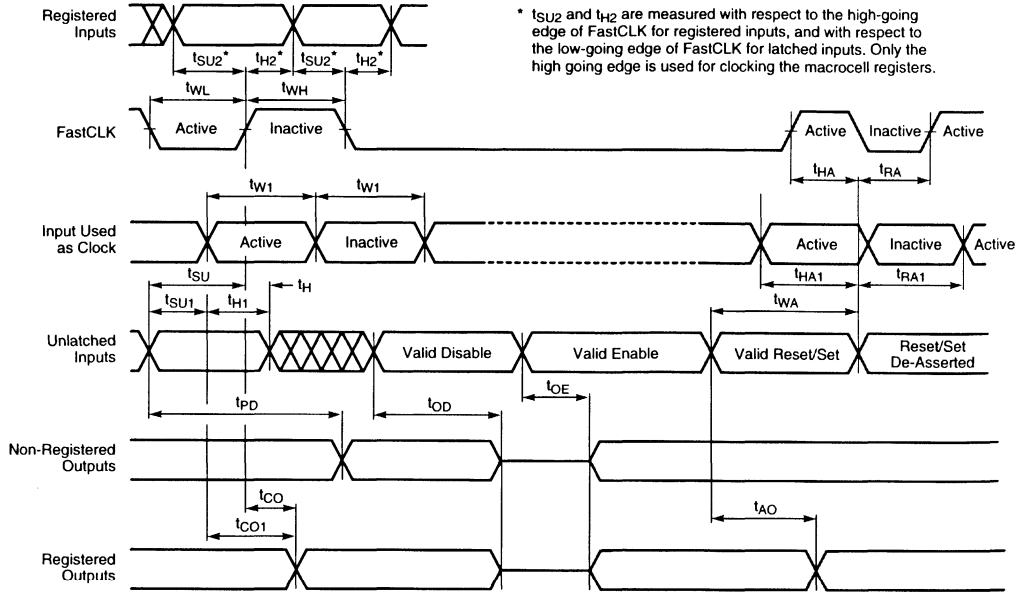 Registered
Inputs
* tSU2 and tH2 are measured with respect to the high-going
edge of FastCLK for registered inputs, and with respect to
the low-going edge of FastCLK for latched inputs. Only the
high going edge is used for clocking the macrocell registers.
tSU2* tH2* tSU2* tH2*
tWL tWH
FastCLK
Active Inactive Active Inactive Active
tHA tRA
tW1 tW1
Input Used
as Clock
Active Inactive Active Inactive Active
tSU tHA1 tRA1
tSU1 tH1 tH tWA
Unlatched
Inputs
Valid Disable Valid Enable Valid Reset/Set Reset/Set
De-Asserted
tPD tOD tOE
Non-Registered
Outputs
tCO tAO
tCO1
Registered
Outputs